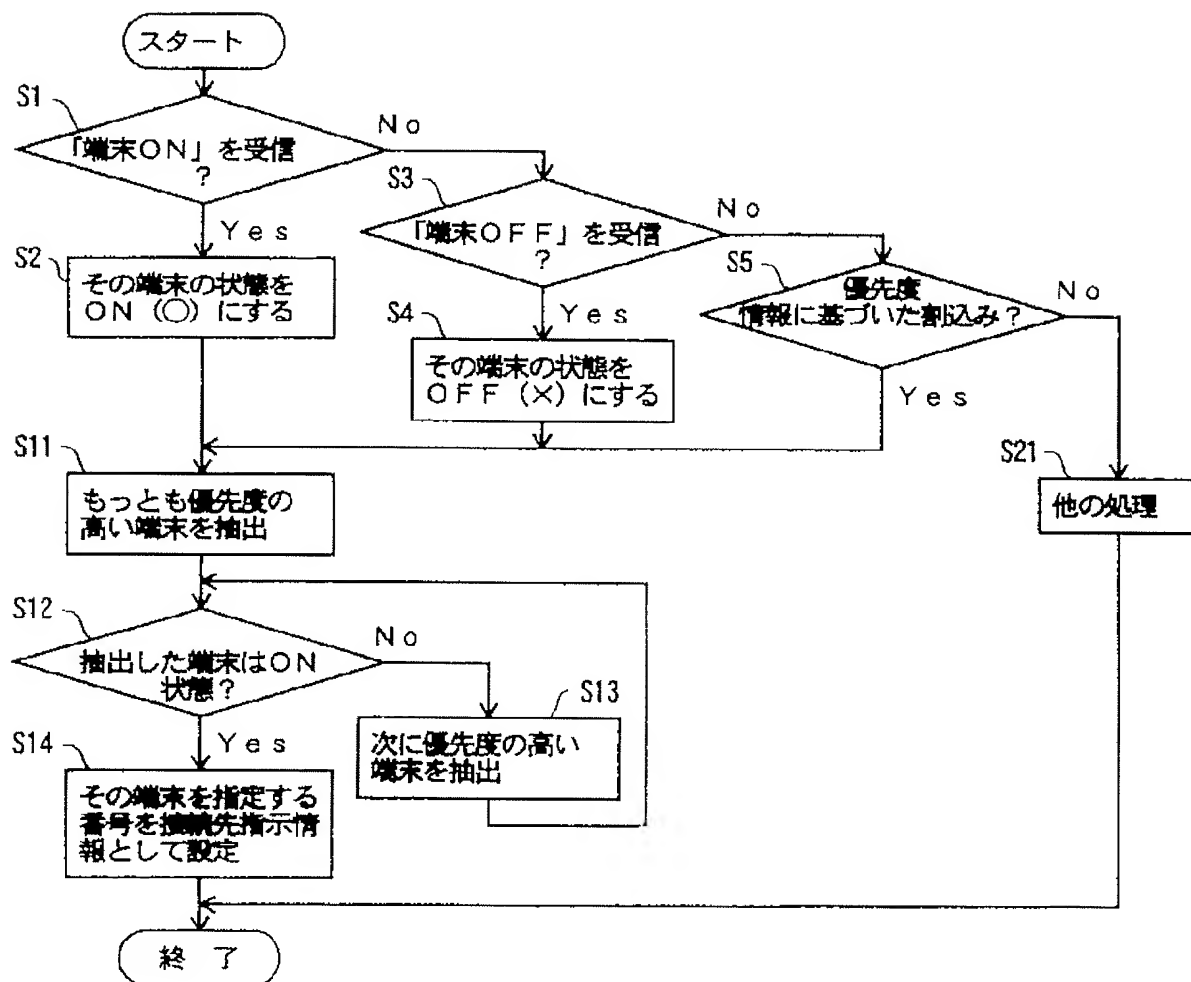 スタート
S1
「端末ON」を受信
?
No
Yes
S2
その端末の状態を
ON (○) にする
S3
「端末OFF」を受信
?
No
Yes
S4
その端末の状態を
OFF (×) にする
S5
優先度
情報に基づいた割込み?
No
Yes
S11
もっとも優先度の
高い端末を抽出
S21
他の処理
S12
抽出した端末はON
状態?
No
Yes
S13
次に優先度の高い
端末を抽出
S14
その端末を指定する
番号を接続先指示情
報として設定
終 了